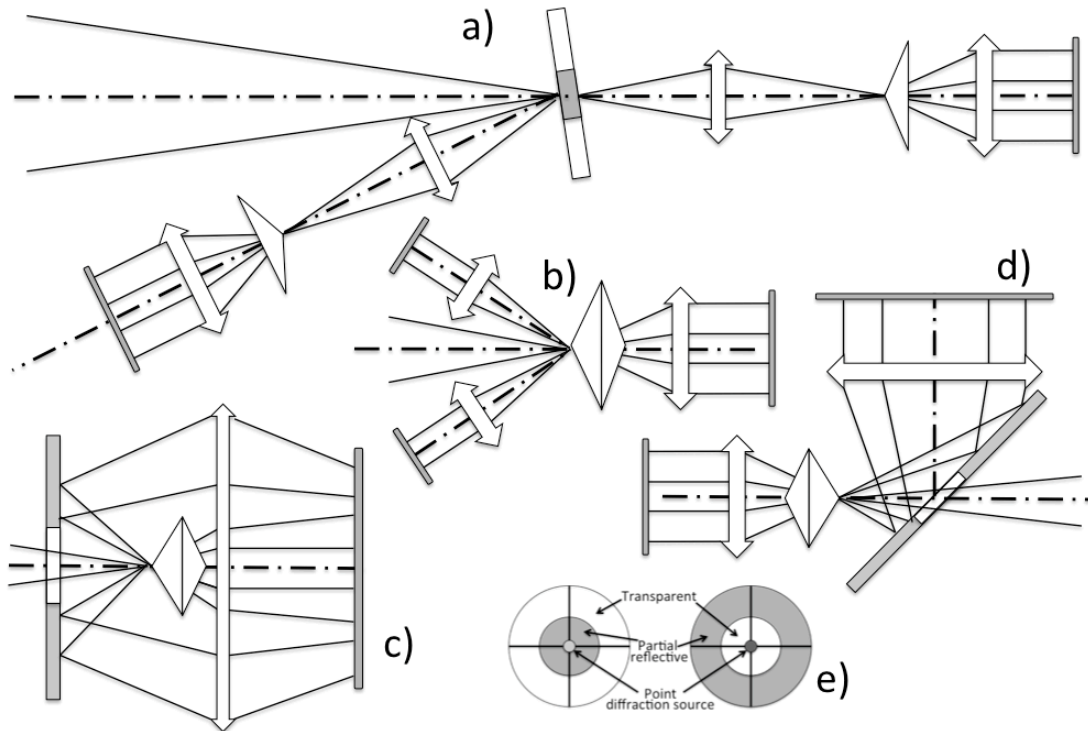 a)
b)
d)
c)
Transparent
Partial
reflective
Point
diffraction source
e)